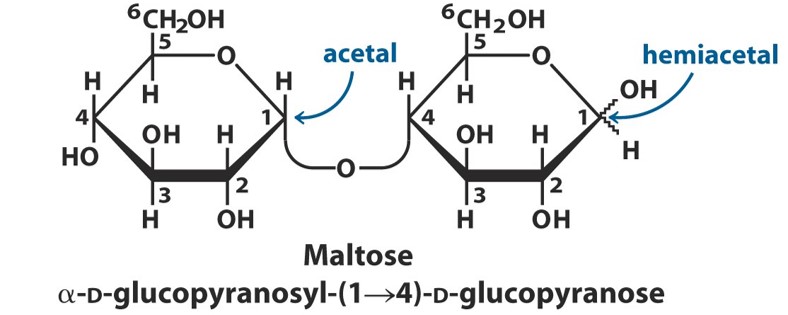 ⁶CH₂OH ⁶CH₂OH
5 O acetal 5 O hemiacetal
H H H H H OH
4 1 4 1
OH H OH H
HO O H
3 2 3 2
H OH H OH
Maltose
α-D-glucopyranosyl-(1→4)-D-glucopyranose